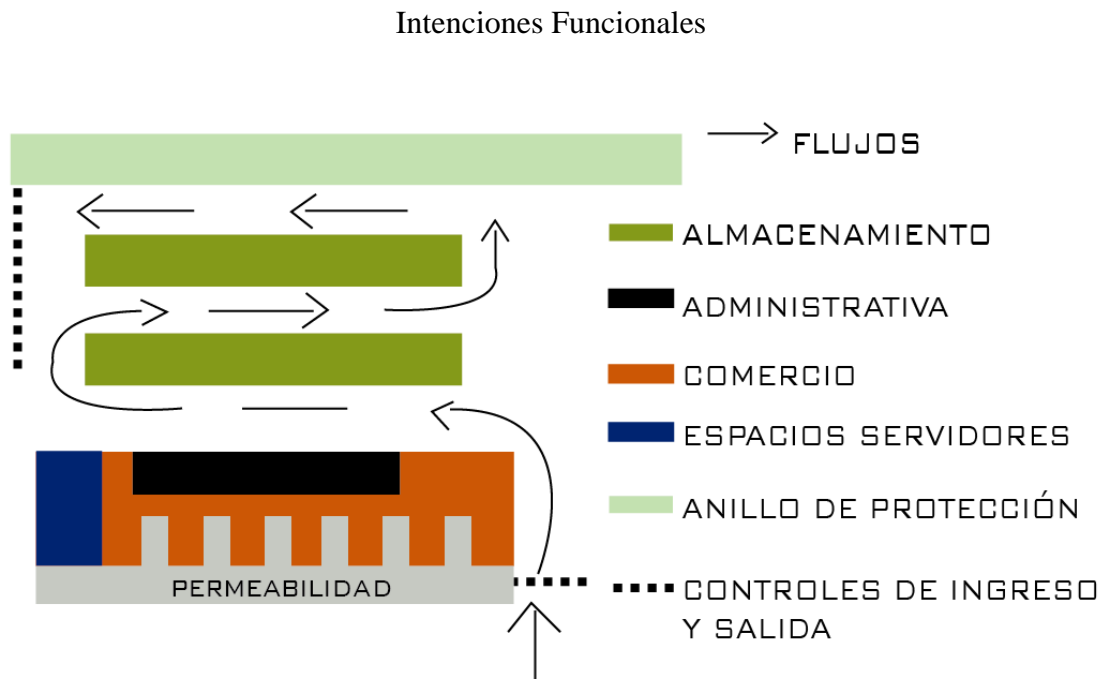 Intenciones Funcionales
FLUJOS
ALMACENAMIENTO
ADMINISTRATIVA
COMERCIO
ESPACIOS SERVIDORES
ANILLO DE PROTECCIÓN
CONTROLES DE INGRESO
Y SALIDA
PERMEABILIDAD